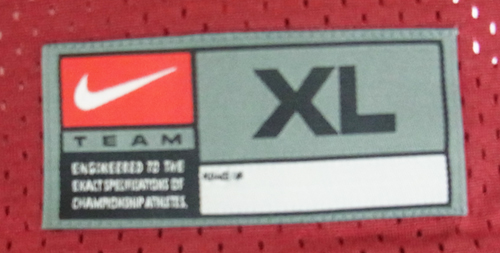 XL
TEAM
ENGINEERED TO THE
EXACT SPECIFICATIONS OF
CHAMPIONSHIP ATHLETES.